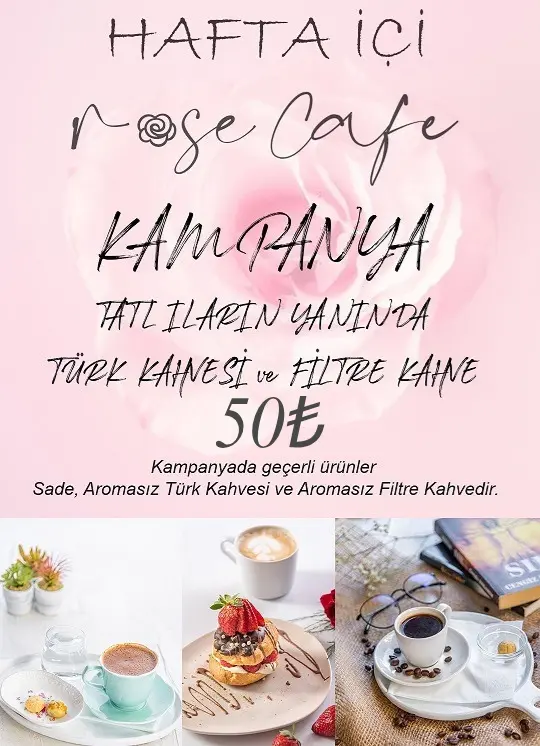 HAFTA İÇİ
rose Cafe
KAMPANYA
TATLILARIN YANINDA
TÜRK KAHVESİ ve FİLTRE KAHVE
50₺
Kampanyada geçerli ürünler
Sade, Aromasız Türk Kahvesi ve Aromasız Filtre Kahvedir.